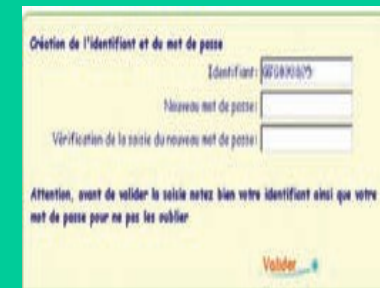 Création de l'identifiant et du mot de passe
Identifiant:
Nouveau mot de passe:
Vérification de la saisie du nouveau mot de passe:
Attention, avant de valider la saisie notez bien votre identifiant ainsi que votre
mot de passe pour ne pas les oublier
Valider